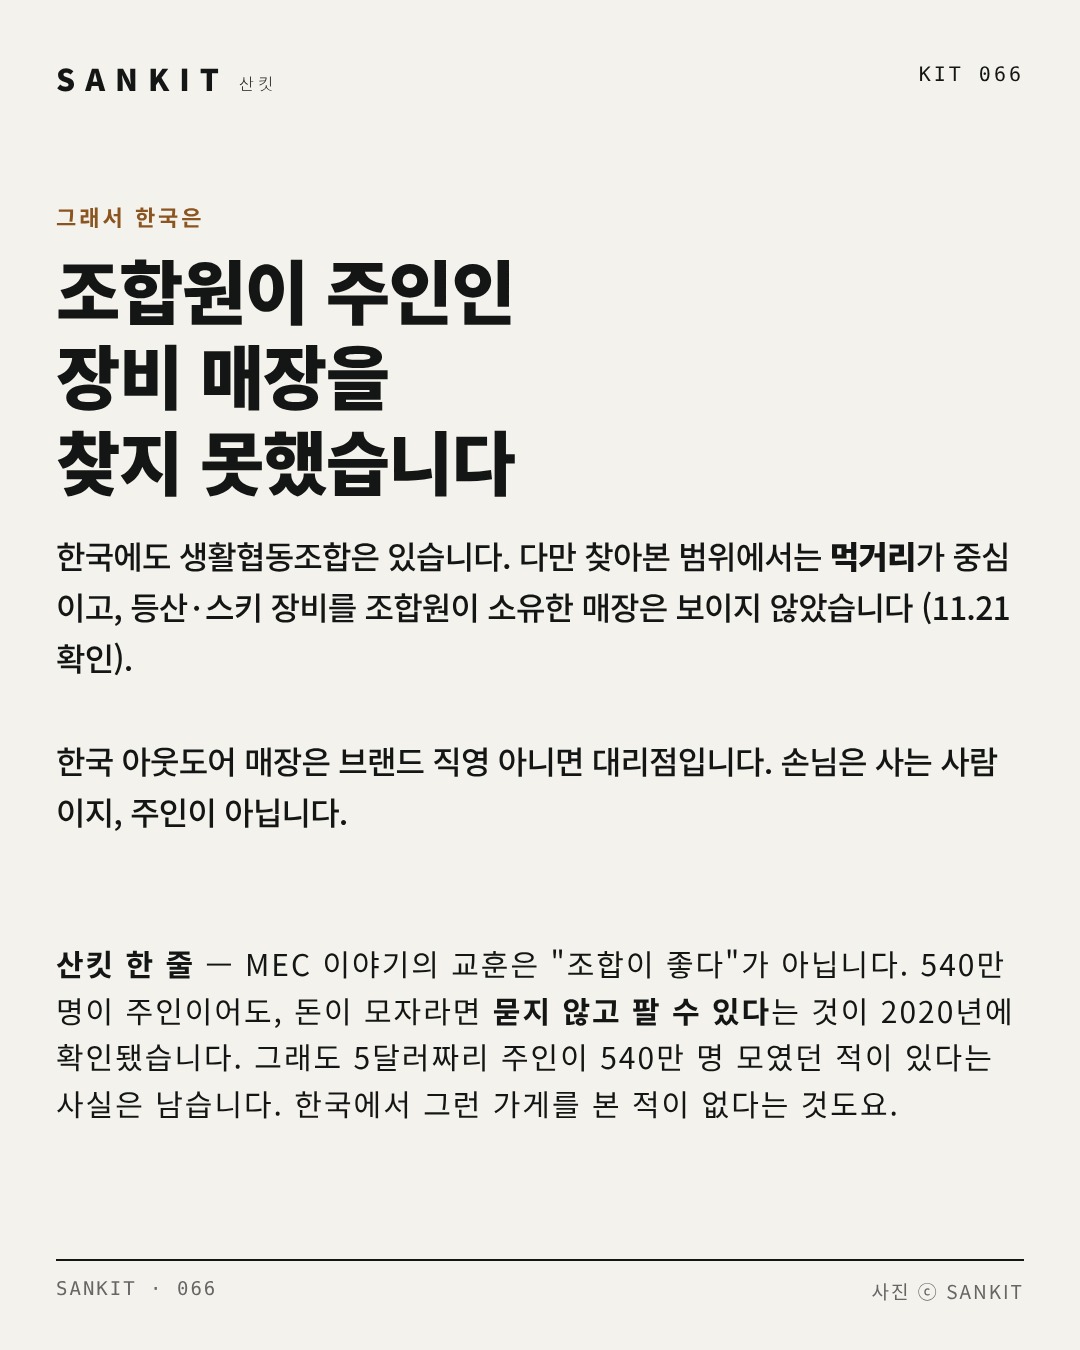 SANKIT 산킷
KIT 066
그래서 한국은
조합원이 주인인
장비 매장을
찾지 못했습니다
한국에도 생활협동조합은 있습니다. 다만 찾아본 범위에서는 먹거리가 중심
이고, 등산·스키 장비를 조합원이 소유한 매장은 보이지 않았습니다 (11.21
확인).
한국 아웃도어 매장은 브랜드 직영 아니면 대리점입니다. 손님은 사는 사람
이지, 주인이 아닙니다.
산킷 한 줄 — MEC 이야기의 교훈은 "조합이 좋다"가 아닙니다. 540만
명이 주인이어도, 돈이 모자라면 묻지 않고 팔 수 있다는 것이 2020년에
확인됐습니다. 그래도 5달러짜리 주인이 540만 명 모였던 적이 있다는
사실은 남습니다. 한국에서 그런 가게를 본 적이 없다는 것도요.
SANKIT · 066
사진 ⓒ SANKIT